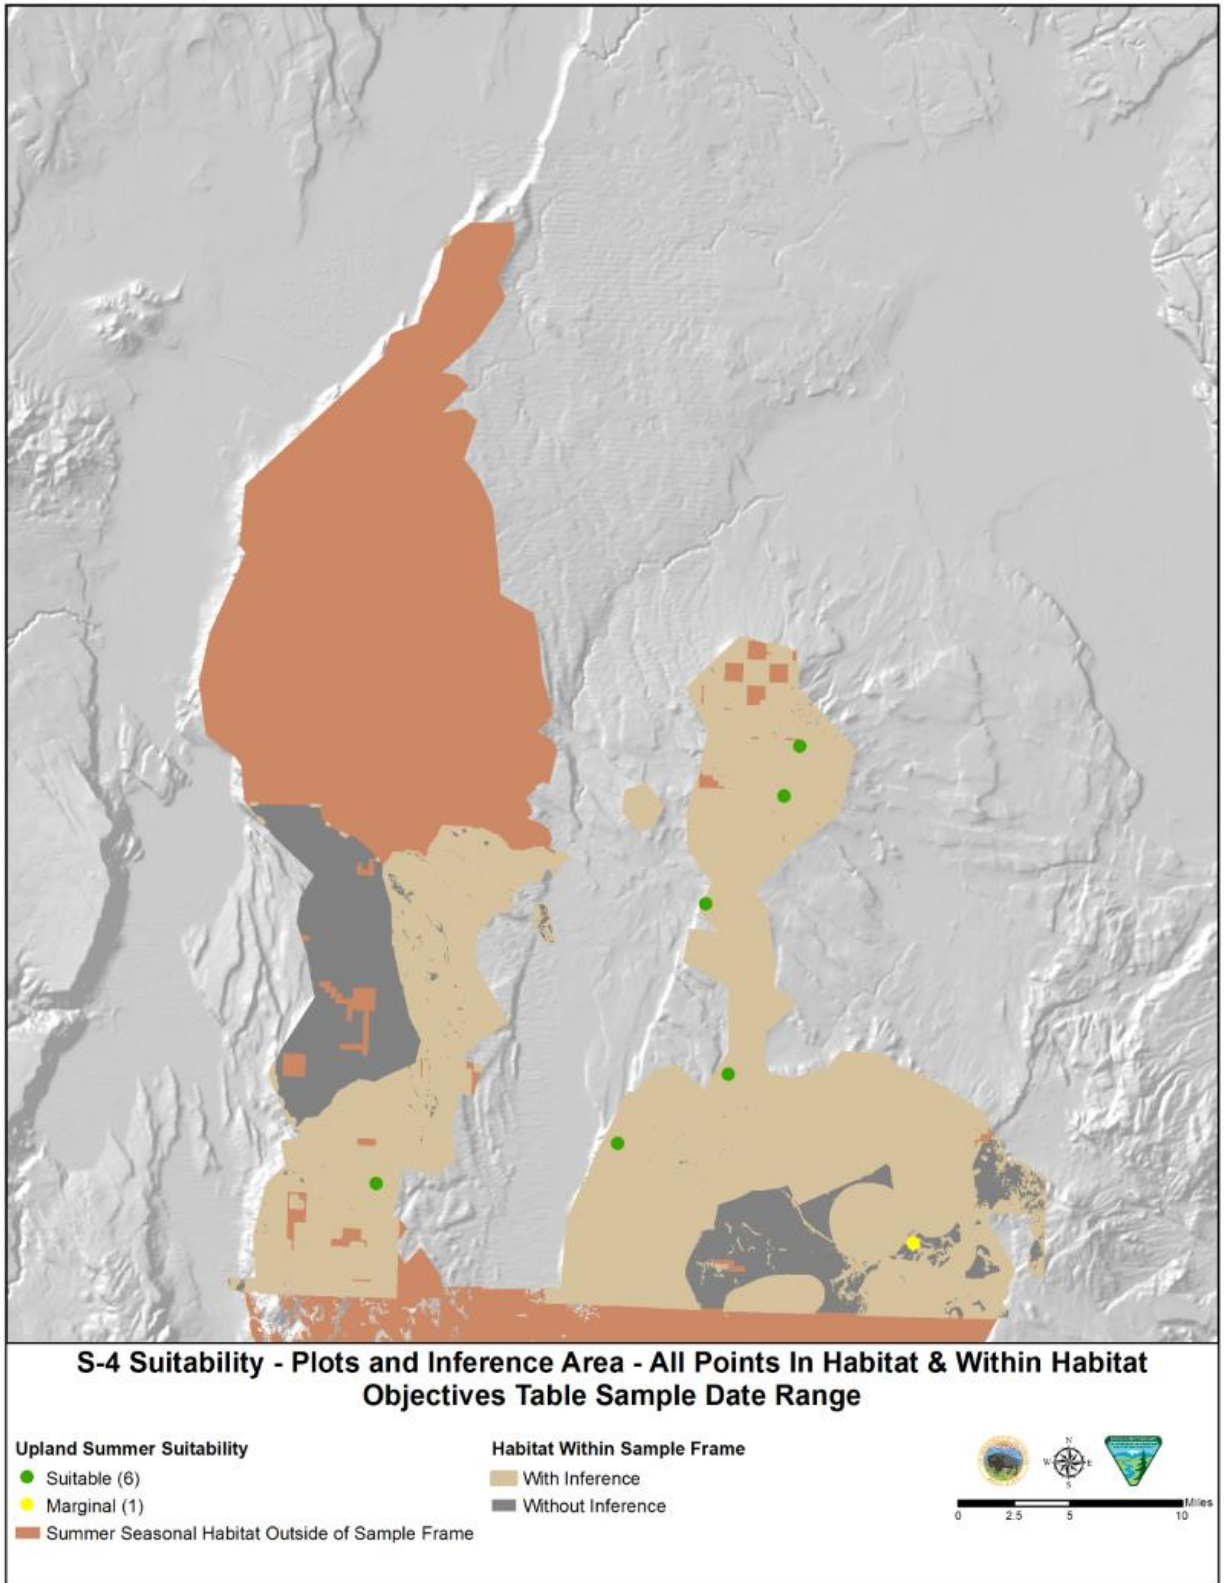 S-4 Suitability - Plots and Inference Area - All Points In Habitat & Within Habitat
Objectives Table Sample Date Range
Upland Summer Suitability
Suitable (6)
Marginal (1)
Summer Seasonal Habitat Outside of Sample Frame
Habitat Within Sample Frame
With Inference
Without Inference
N
W
E
S
Miles
0 2.5 5 10